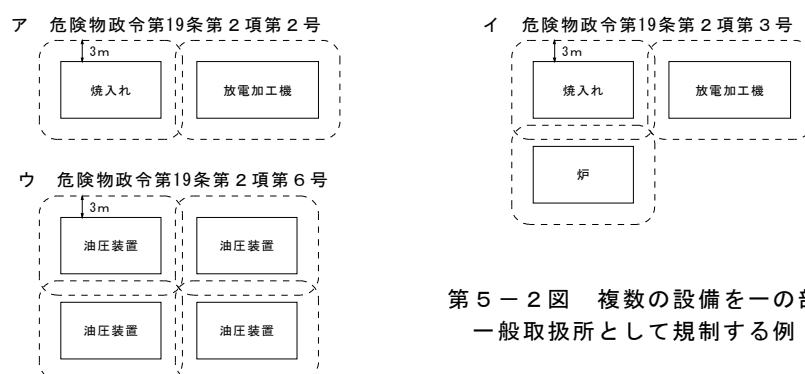 ア　危険物政令第19条第２項第２号
3m
焼入れ
放電加工機
イ　危険物政令第19条第２項第３号
3m
焼入れ
放電加工機
炉
ウ　危険物政令第19条第２項第６号
3m
油圧装置
油圧装置
油圧装置
油圧装置
第５－２図　複数の設備を一の
一般取扱所として規制する例